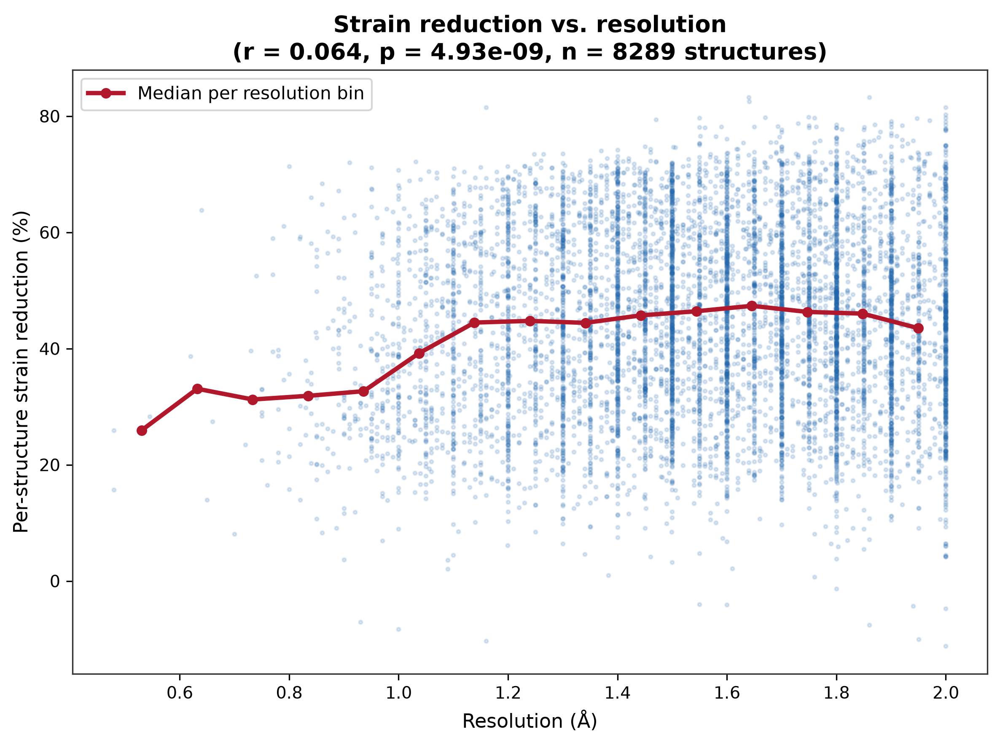 Strain reduction vs. resolution
(r = 0.064, p = 4.93e-09, n = 8289 structures)
Median per resolution bin
Per-structure strain reduction (%)
80
60
40
20
0
0.6
0.8
1.0
1.2
1.4
1.6
1.8
2.0
Resolution (Å)